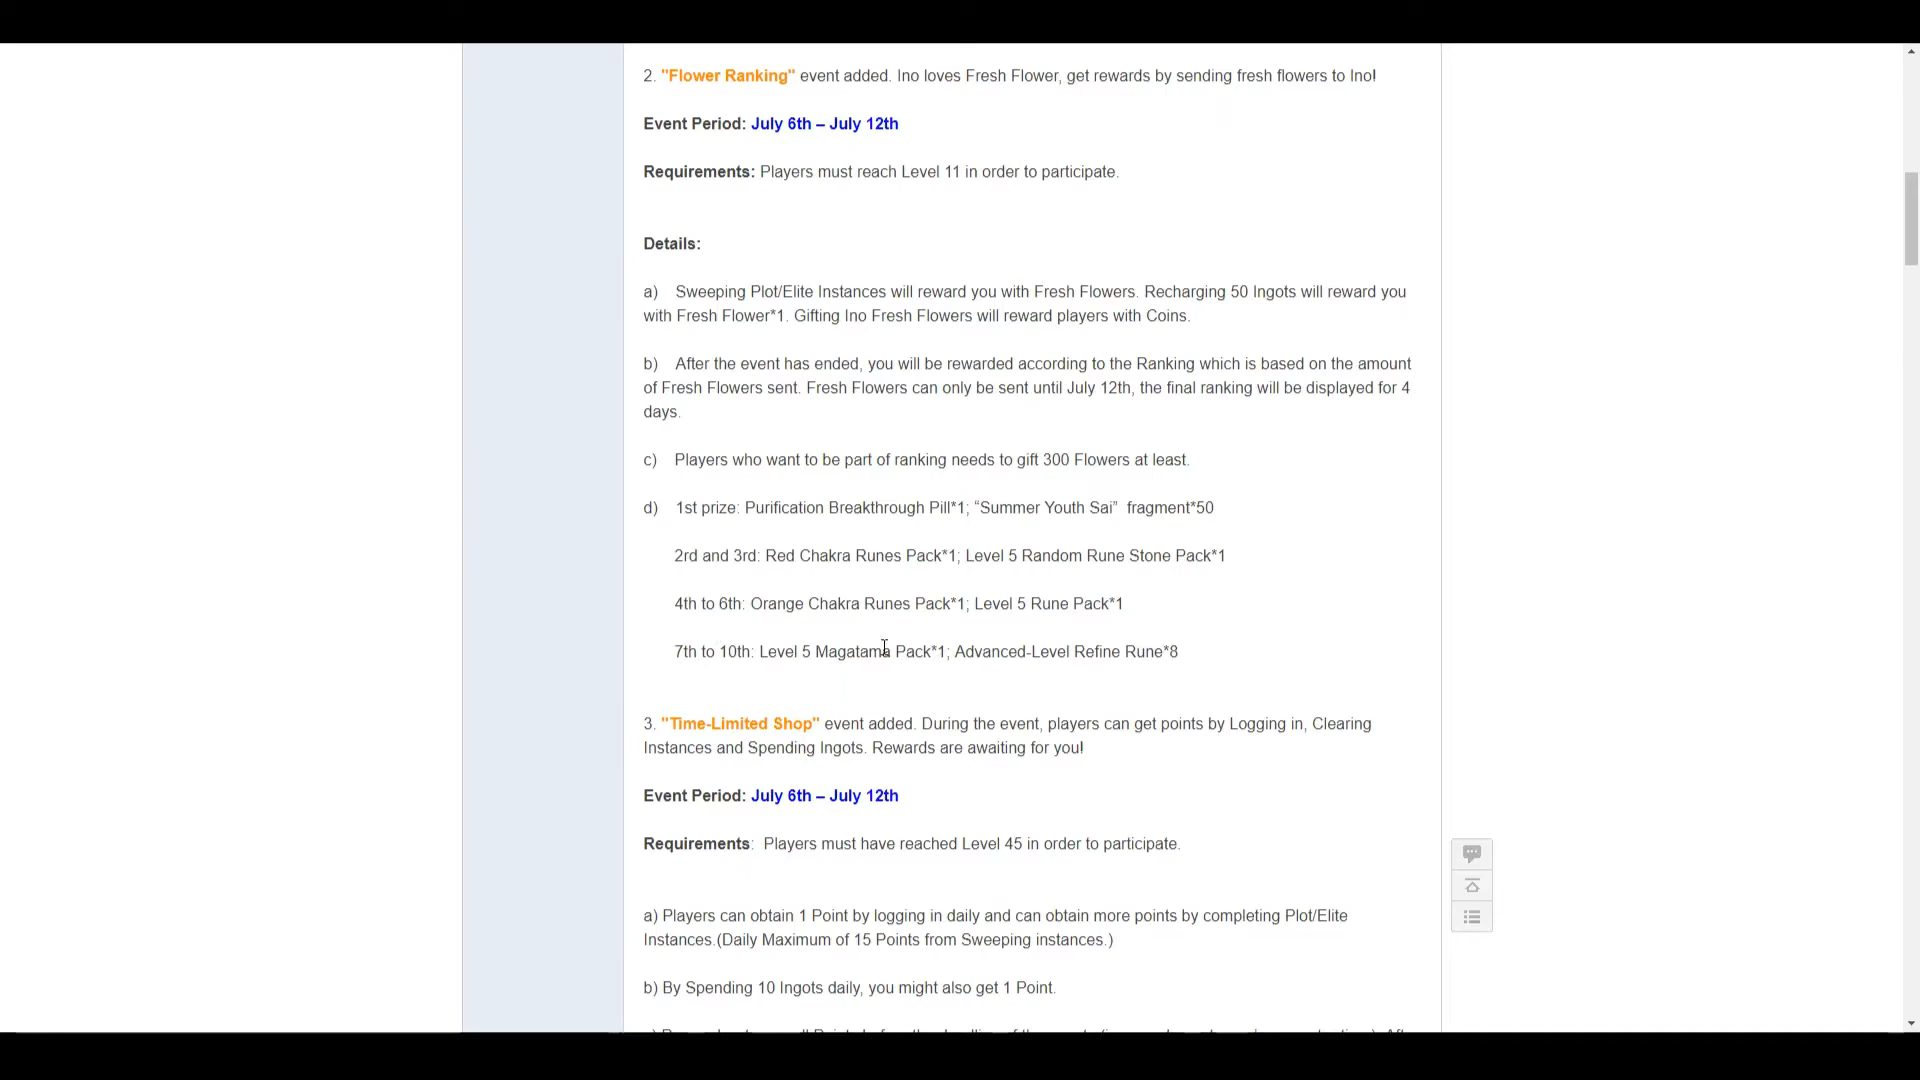 2. "Flower Ranking" event added. Ino loves Fresh Flower, get rewards by sending fresh flowers to Ino!
Event Period: July 6th – July 12th
Requirements: Players must reach Level 11 in order to participate.
Details:
a) Sweeping Plot/Elite Instances will reward you with Fresh Flowers. Recharging 50 Ingots will reward you
with Fresh Flower*1. Gifting Ino Fresh Flowers will reward players with Coins.
b) After the event has ended, you will be rewarded according to the Ranking which is based on the amount
of Fresh Flowers sent. Fresh Flowers can only be sent until July 12th, the final ranking will be displayed for 4
days.
c) Players who want to be part of ranking needs to gift 300 Flowers at least.
d) 1st prize: Purification Breakthrough Pill*1; “Summer Youth Sai” fragment*50
2rd and 3rd: Red Chakra Runes Pack*1; Level 5 Random Rune Stone Pack*1
4th to 6th: Orange Chakra Runes Pack*1; Level 5 Rune Pack*1
7th to 10th: Level 5 Magatama Pack*1; Advanced-Level Refine Rune*8
3. "Time-Limited Shop" event added. During the event, players can get points by Logging in, Clearing
Instances and Spending Ingots. Rewards are awaiting for you!
Event Period: July 6th – July 12th
Requirements: Players must have reached Level 45 in order to participate.
a) Players can obtain 1 Point by logging in daily and can obtain more points by completing Plot/Elite
Instances.(Daily Maximum of 15 Points from Sweeping instances.)
b) By Spending 10 Ingots daily, you might also get 1 Point.